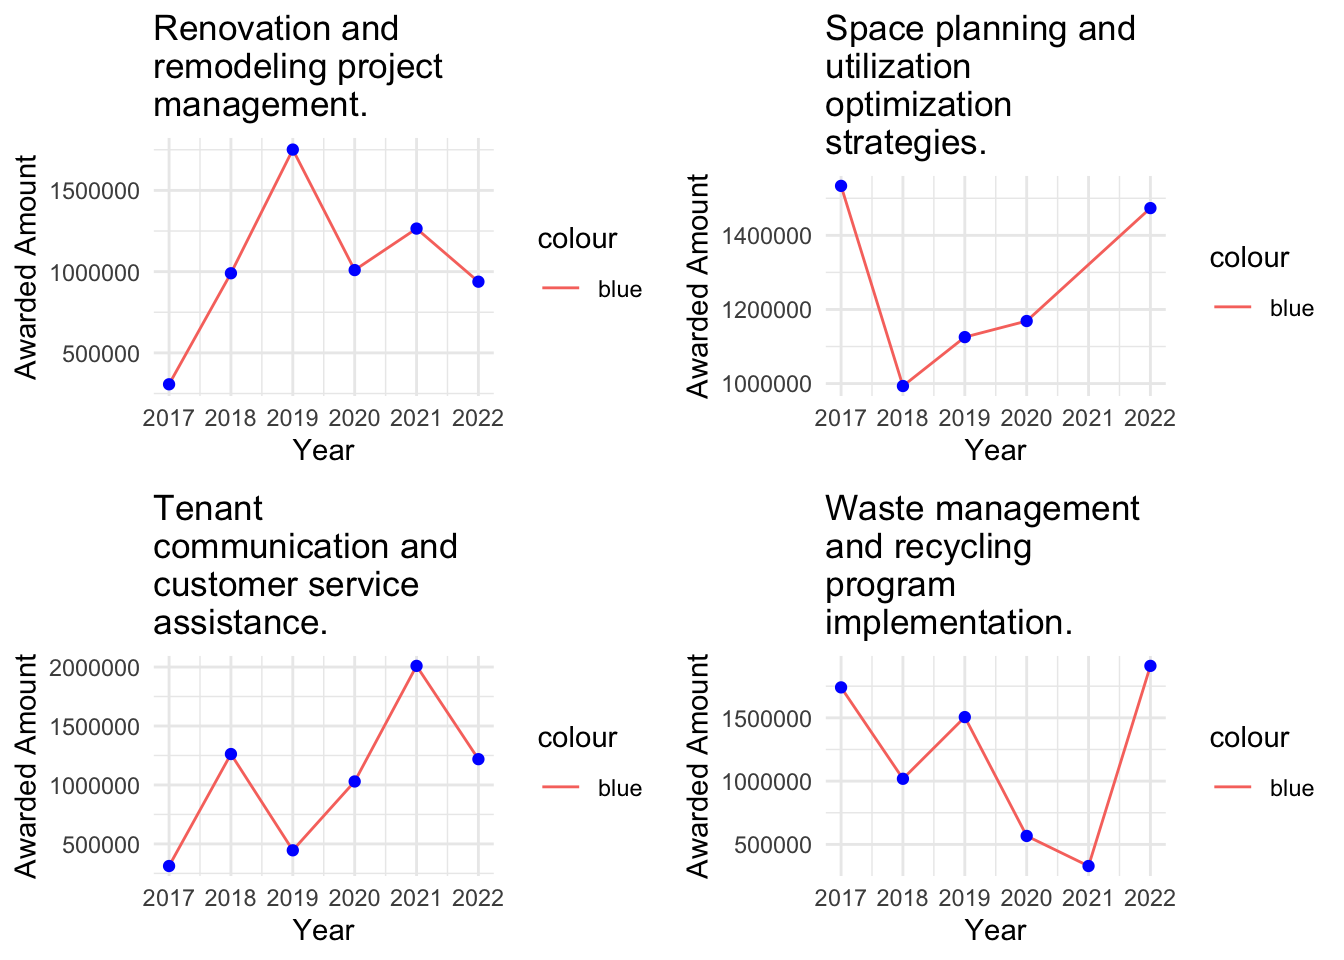 Renovation and
remodeling project
management.
Awarded Amount
1500000
1000000
500000
2017 2018 2019 2020 2021 2022
Year
colour
blue
Space planning and
utilization
optimization
strategies.
Awarded Amount
1400000
1200000
1000000
2017 2018 2019 2020 2021 2022
Year
colour
blue
Tenant
communication and
customer service
assistance.
Awarded Amount
2000000
1500000
1000000
500000
2017 2018 2019 2020 2021 2022
Year
colour
blue
Waste management
and recycling
program
implementation.
Awarded Amount
1500000
1000000
500000
2017 2018 2019 2020 2021 2022
Year
colour
blue